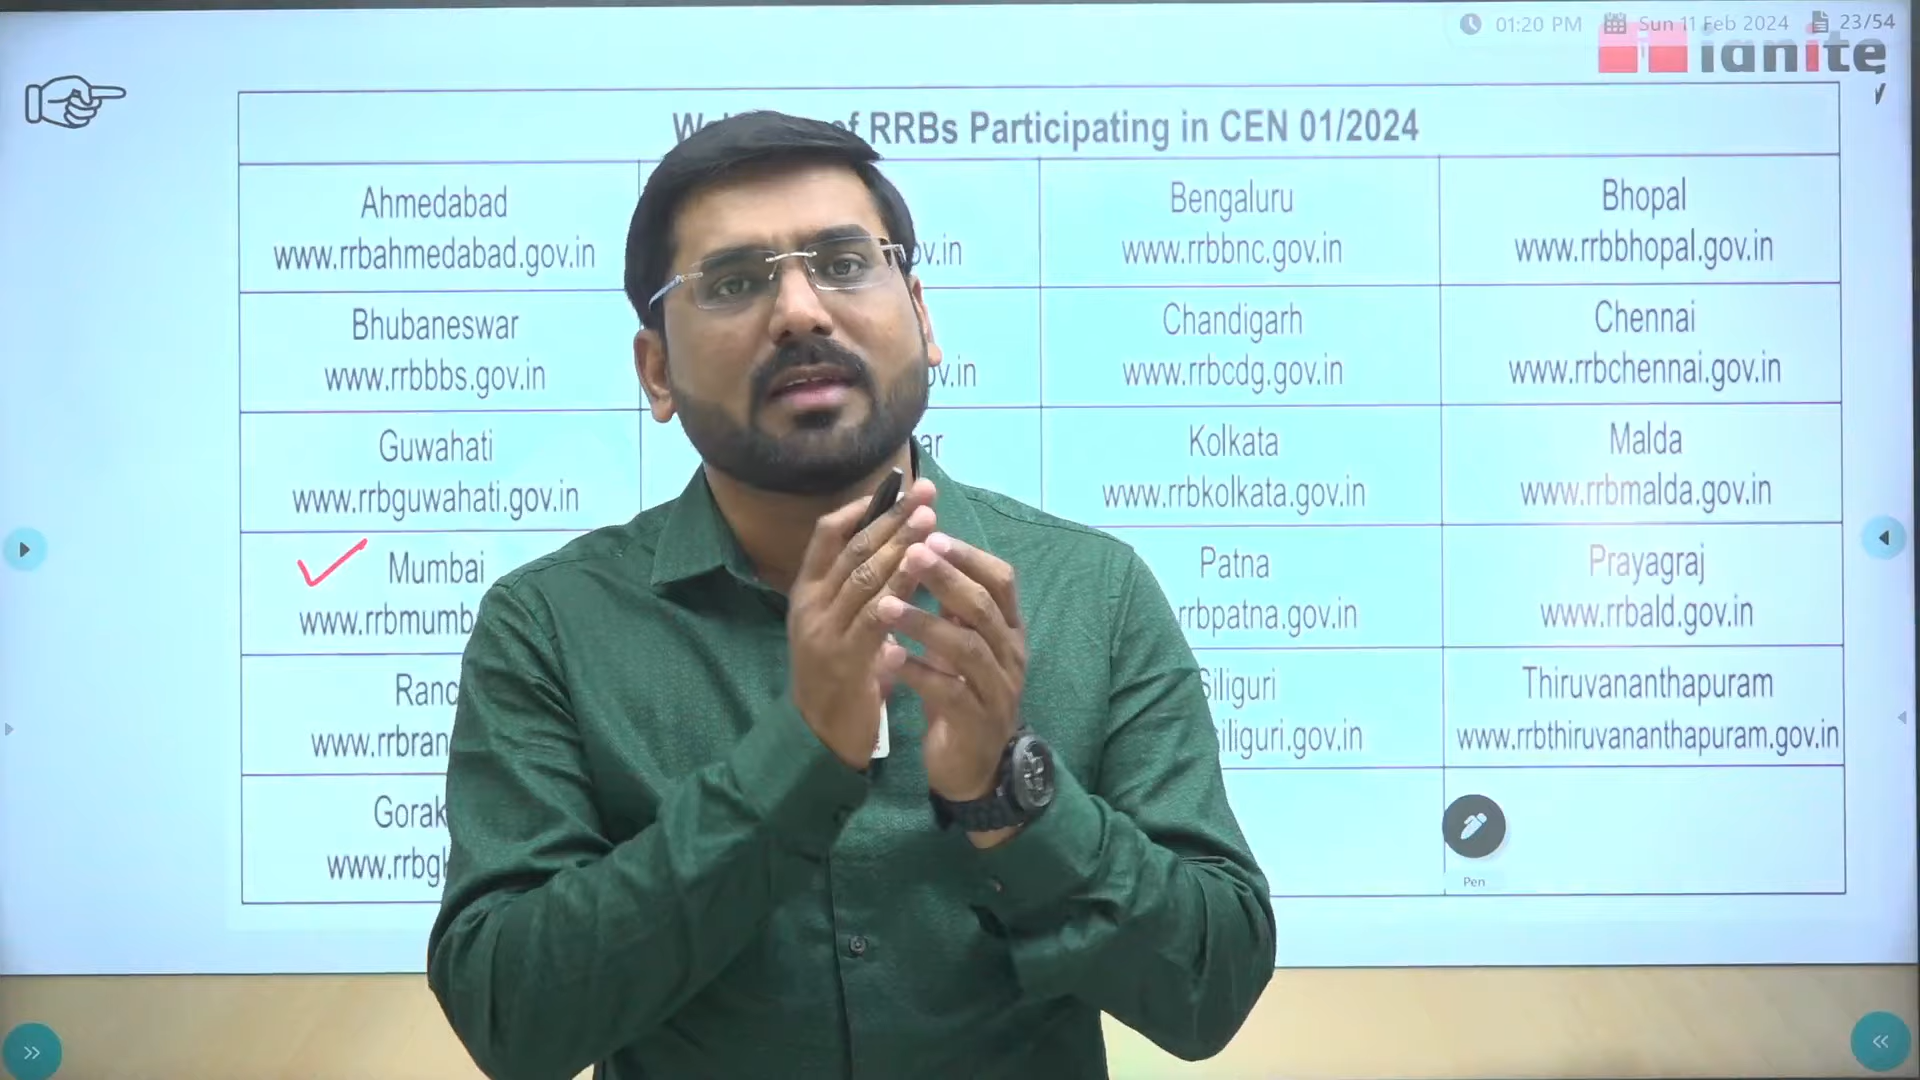 01:20 PM Sun 11 Feb 2024 23/54
ignite
of RRBs Participating in CEN 01/2024
Ahmedabad
www.rrbahmedabad.gov.in
Bengaluru
www.rrbbnc.gov.in
Bhopal
www.rrbbhopal.gov.in
Bhubaneswar
www.rrbbbs.gov.in
Chandigarh
www.rrbcdg.gov.in
Chennai
www.rrbchennai.gov.in
Guwahati
www.rrbguwahati.gov.in
Kolkata
www.rrbkolkata.gov.in
Malda
www.rrbmalda.gov.in
Mumbai
Patna
rrbpatna.gov.in
Prayagraj
www.rrbald.gov.in
Siliguri
iliguri.gov.in
Thiruvananthapuram
www.rrbthiruvananthapuram.gov.in
Pen